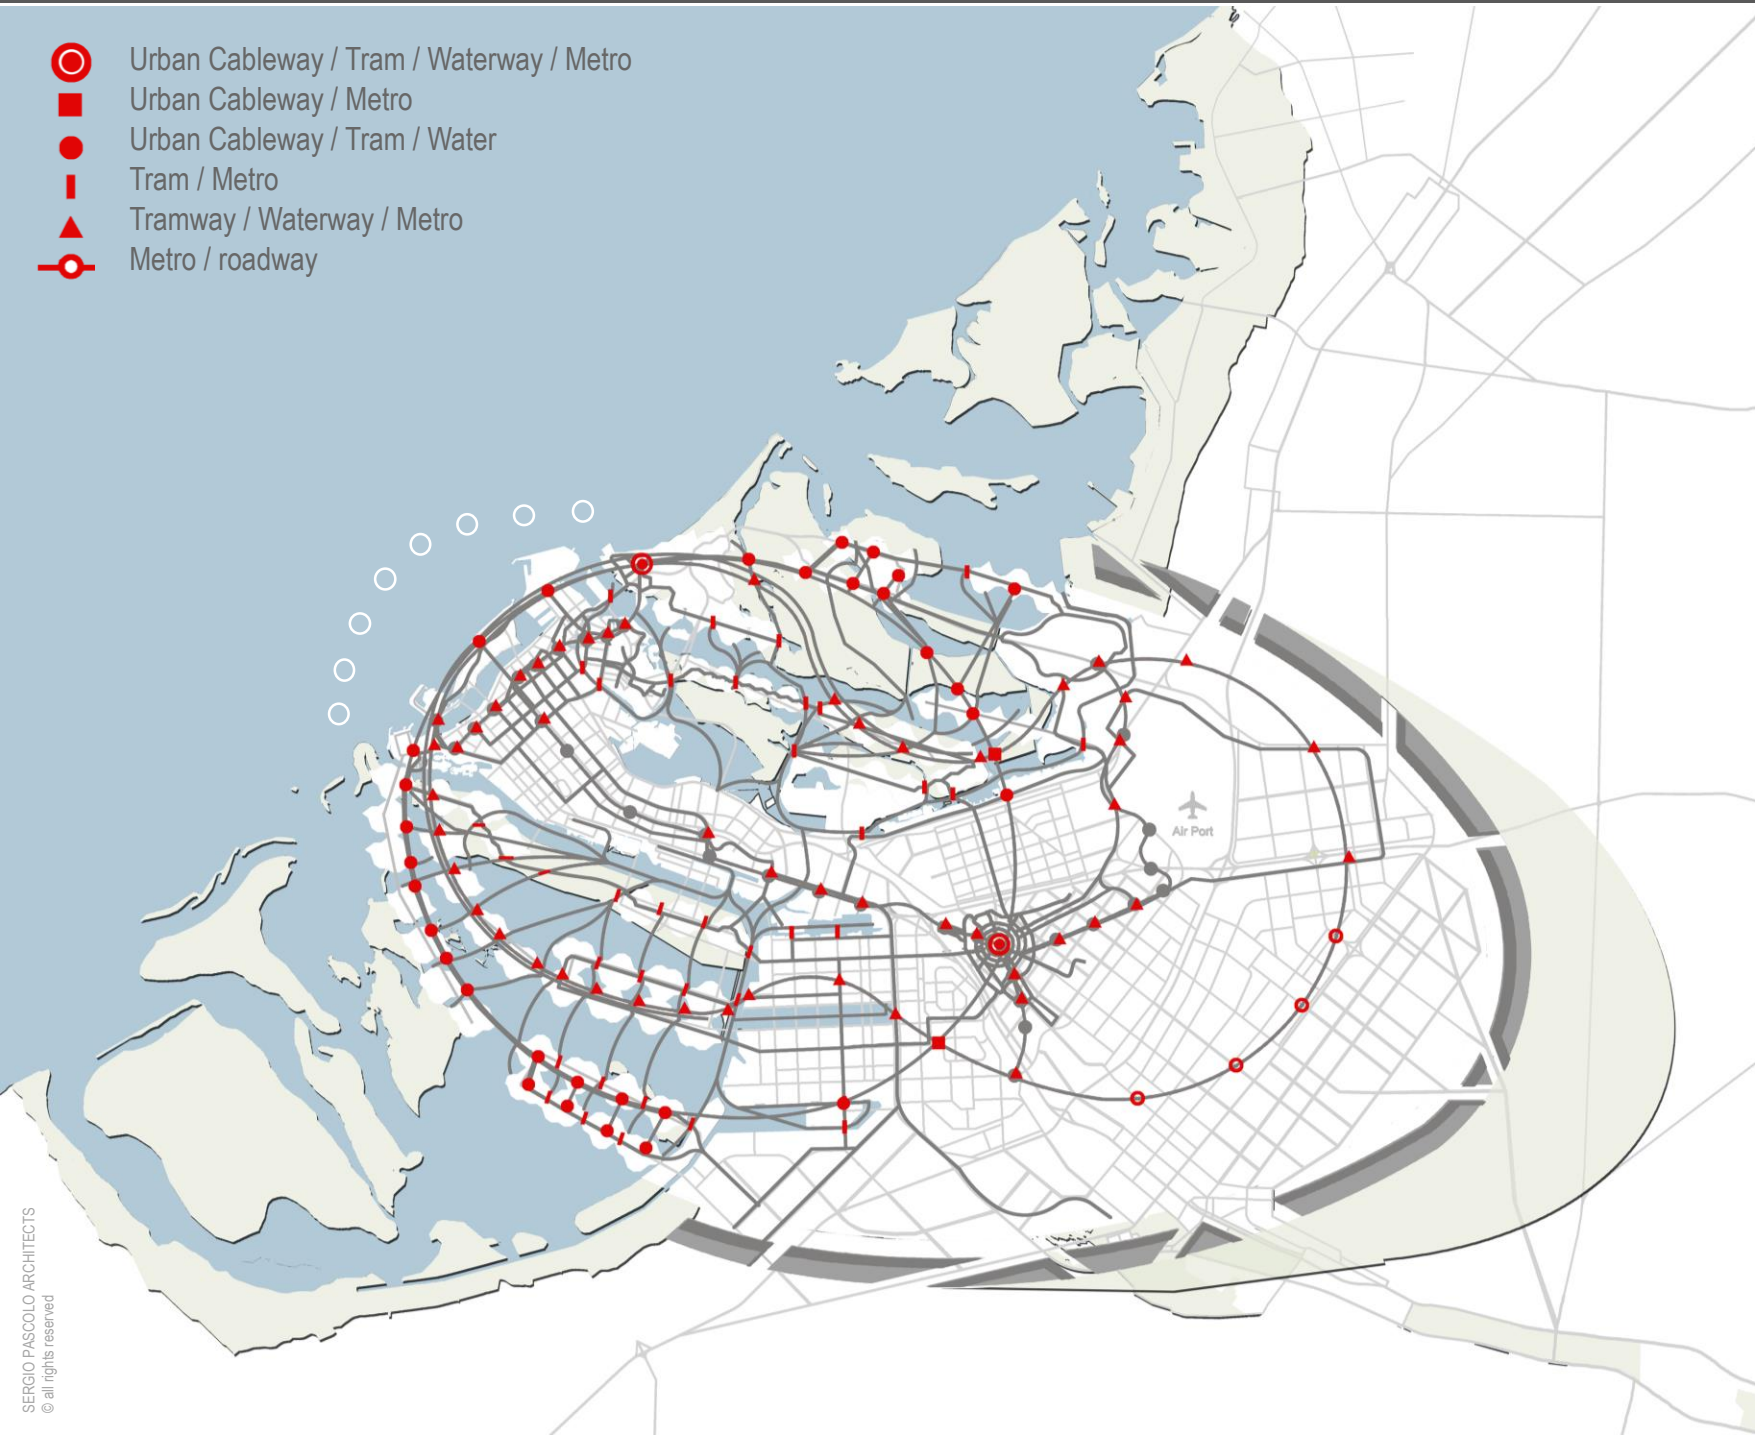 Urban Cableway / Tram / Waterway / Metro
Urban Cableway / Metro
Urban Cableway / Tram / Water
Tram / Metro
Tramway / Waterway / Metro
Metro / roadway
Air Port
SERGIO PASCOLO ARCHITECTS
© all rights reserved